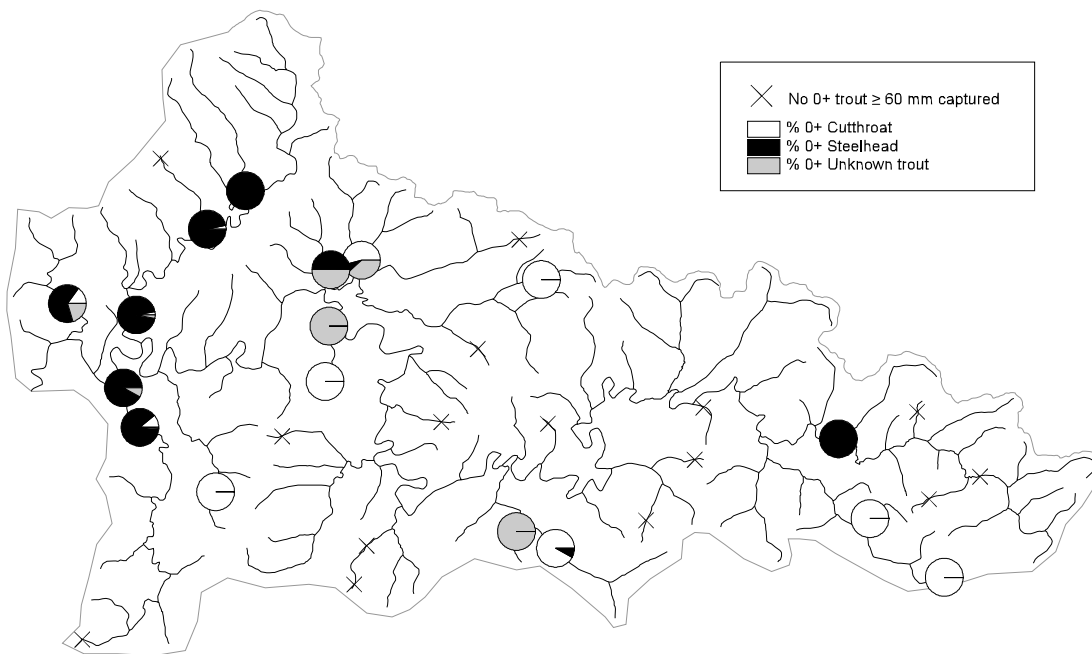 No 0+ trout ≥ 60 mm captured
% 0+ Cutthroat
% 0+ Steelhead
% 0+ Unknown trout